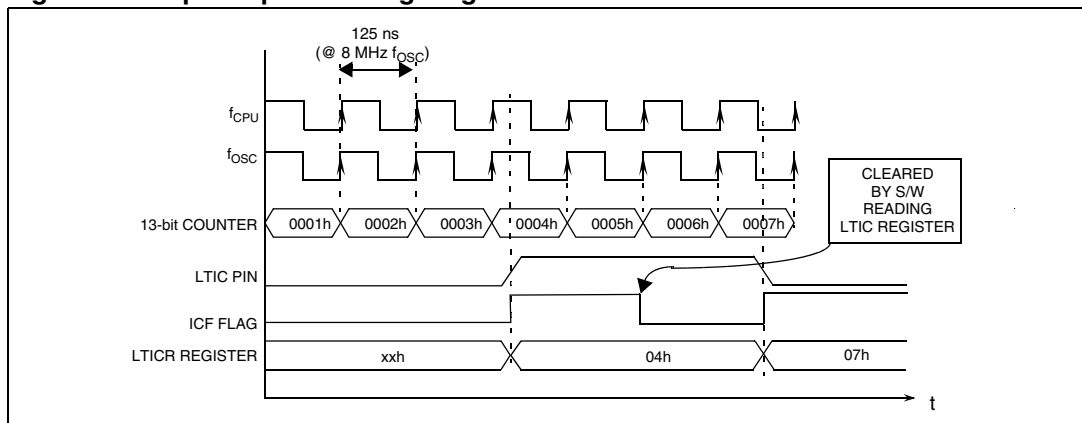 125 ns
(@ 8 MHz fOSC)
fCPU
fOSC
CLEARED
BY S/W
READING
LTIC REGISTER
13-bit COUNTER
0001h
0002h
0003h
0004h
0005h
0006h
0007h
LTIC PIN
ICF FLAG
LTICR REGISTER
xxh
04h
07h
t